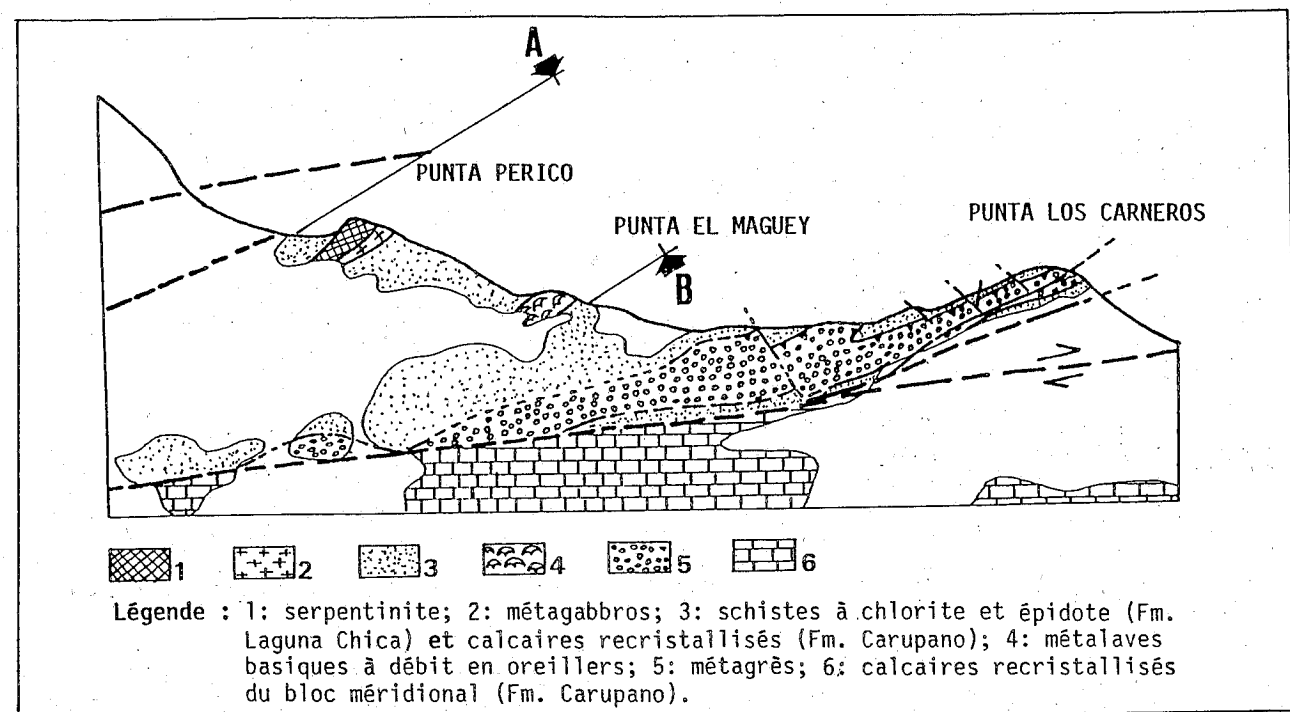 A
PUNTA PERICO
PUNTA EL MAGUEY
B
PUNTA LOS CARNEROS
1 2 3 4 5 6
Légende : 1: serpentinite; 2: métagabbros; 3: schistes à chlorite et épidote (Fm.
Laguna Chica) et calcaires recristallisés (Fm. Carupano); 4: métalaves
basiques à débit en oreillers; 5: métagrès; 6: calcaires recristallisés
du bloc méridional (Fm. Carupano).